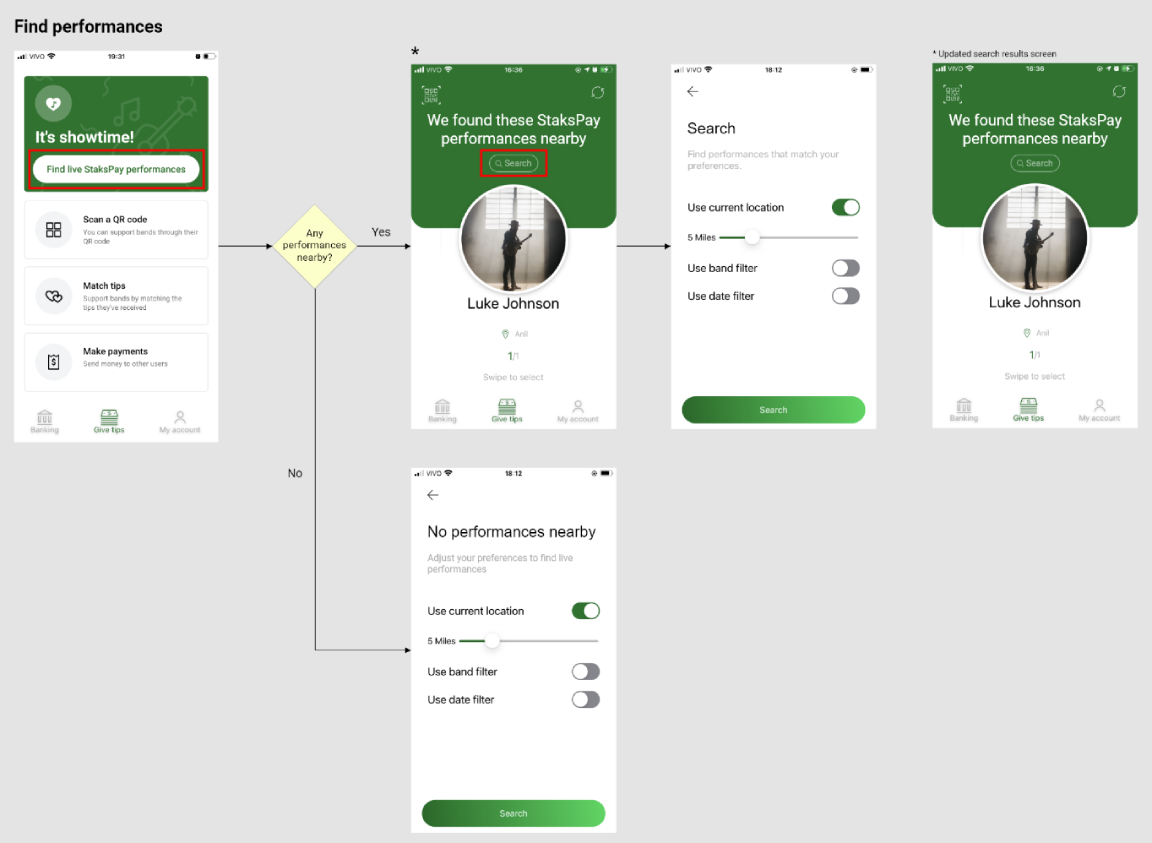 Find performances
VIVO
19:31
It's showtime!
Find live StaksPay performances
Scan a QR code
You can support bands through their
QR code
Match tips
Support bands by matching the
tips they've received
Make payments
Send money to other users
Banking
Give tips
My account
Any
performances
nearby?
Yes
No
*
VIVO
16:36
We found these StaksPay
performances nearby
Search
Luke Johnson
Anil
1/1
Swipe to select
Banking
Give tips
My account
VIVO
18:12
Search
Find performances that match your
preferences.
Use current location
5 Miles
Use band filter
Use date filter
Search
* Updated search results screen
VIVO
16:36
We found these StaksPay
performances nearby
Search
Luke Johnson
Anil
1/1
Swipe to select
Banking
Give tips
My account
VIVO
18:12
No performances nearby
Adjust your preferences to find live
performances
Use current location
5 Miles
Use band filter
Use date filter
Search